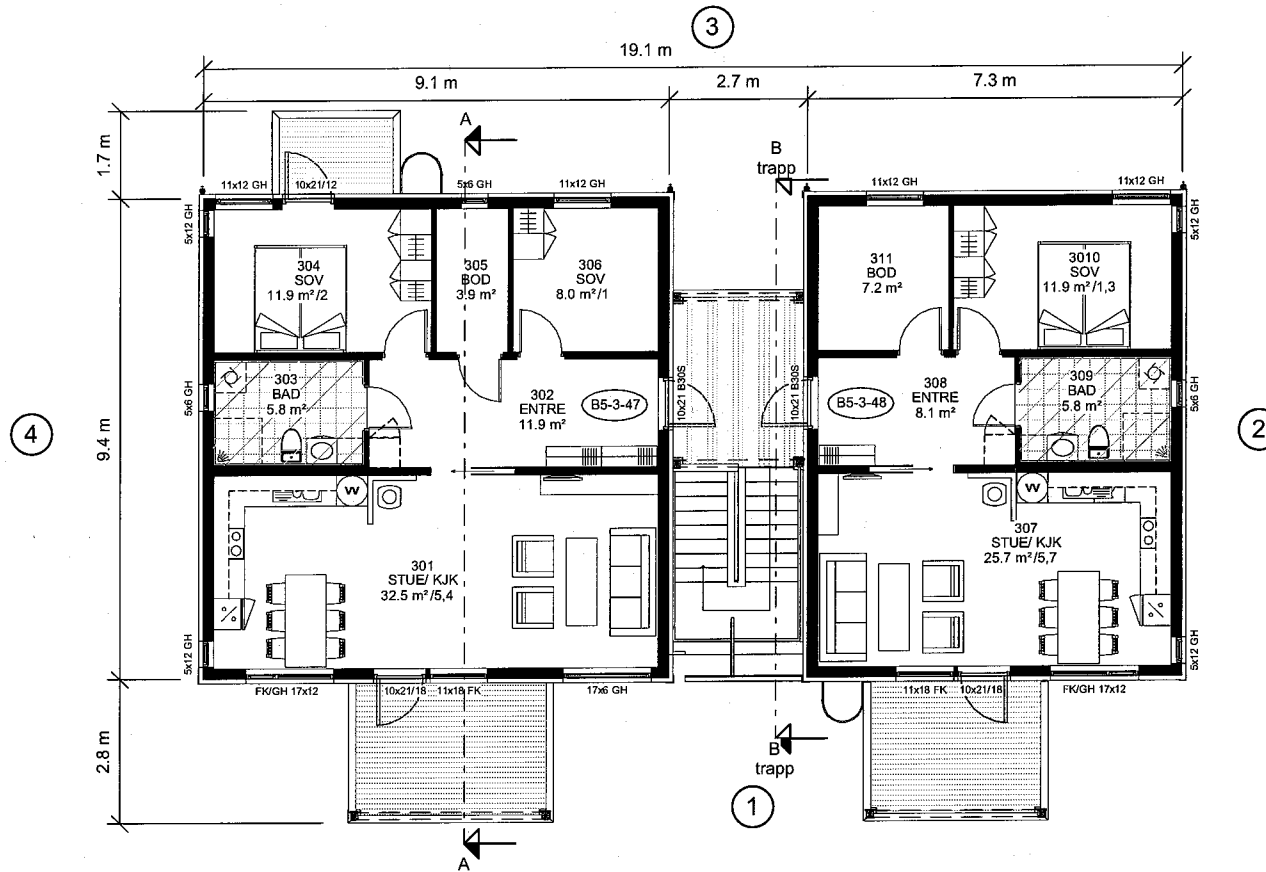 3
19.1 m
9.1 m
2.7 m
7.3 m
1.7 m
A
B
trapp
11x12 GH
10x21/12
5x6 GH
11x12 GH
11x12 GH
11x12 GH
5x12 GH
5x12 GH
304
SOV
11.9 m²/2
305
BOD
3.9 m²
306
SOV
8.0 m²/1
311
BOD
7.2 m²
3010
SOV
11.9 m²/1,3
303
BAD
5.8 m²
302
ENTRE
11.9 m²
B5-3-47
10x21 B30S
10x21 B30S
B5-3-48
308
ENTRE
8.1 m²
309
BAD
5.8 m²
5x6 GH
5x6 GH
4
9.4 m
2
VV
VV
301
STUE/ KJK
32.5 m²/5,4
307
STUE/ KJK
25.7 m²/5,7
5x12 GH
5x12 GH
FK/GH 17x12
10x21/18
11x18 FK
17x6 GH
11x18 FK
10x21/18
FK/GH 17x12
2.8 m
B
trapp
1
A